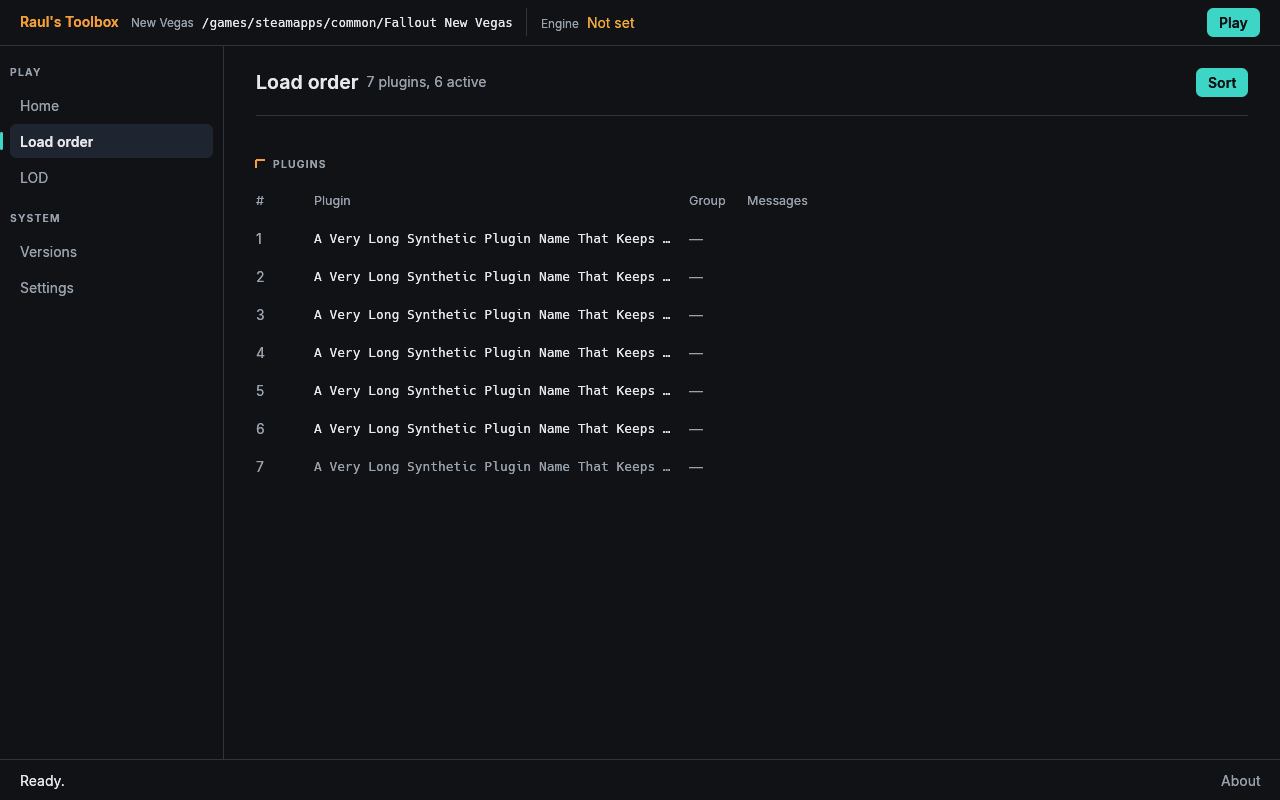 Raul's Toolbox New Vegas /games/steamapps/common/Fallout New Vegas Engine Not set Play
PLAY
Home
Load order
LOD
SYSTEM
Versions
Settings
Load order 7 plugins, 6 active Sort
PLUGINS
# Plugin Group Messages
1 A Very Long Synthetic Plugin Name That Keeps … —
2 A Very Long Synthetic Plugin Name That Keeps … —
3 A Very Long Synthetic Plugin Name That Keeps … —
4 A Very Long Synthetic Plugin Name That Keeps … —
5 A Very Long Synthetic Plugin Name That Keeps … —
6 A Very Long Synthetic Plugin Name That Keeps … —
7 A Very Long Synthetic Plugin Name That Keeps … —
Ready. About